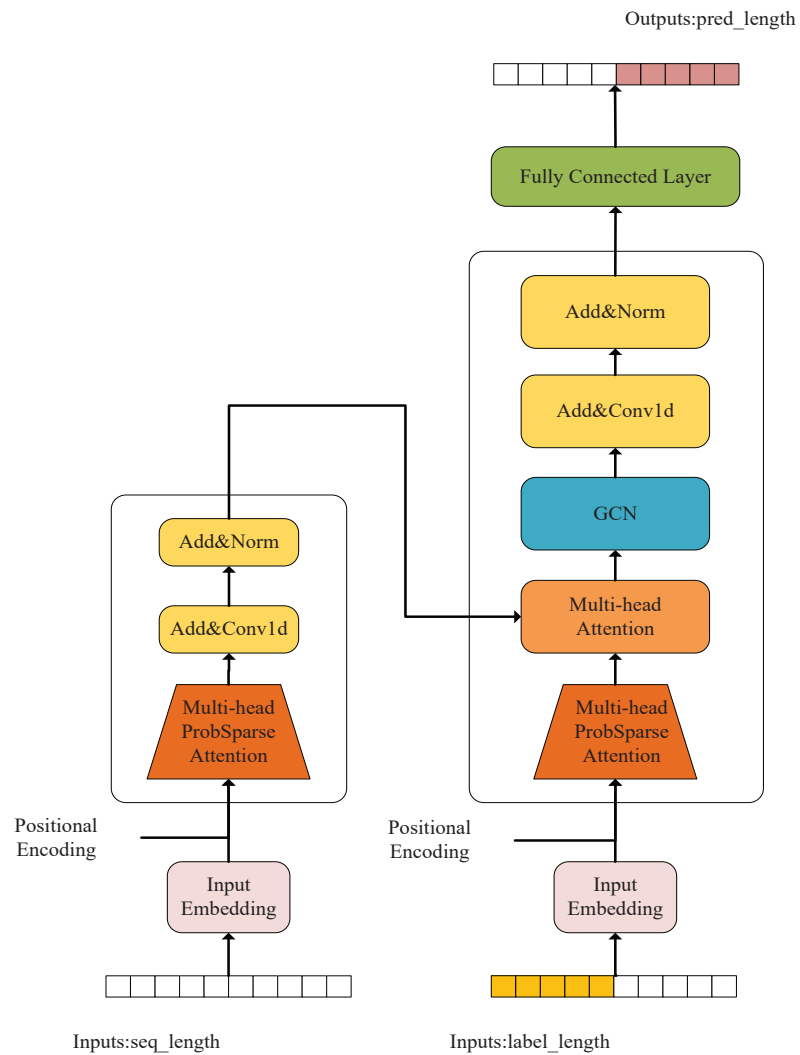 Outputs:pred_length
Fully Connected Layer
Add&Norm
Add&Conv1d
GCN
Multi-head
Attention
Multi-head
ProbSparse
Attention
Positional
Encoding
Input
Embedding
Inputs:label_length
Add&Norm
Add&Conv1d
Multi-head
ProbSparse
Attention
Positional
Encoding
Input
Embedding
Inputs:seq_length